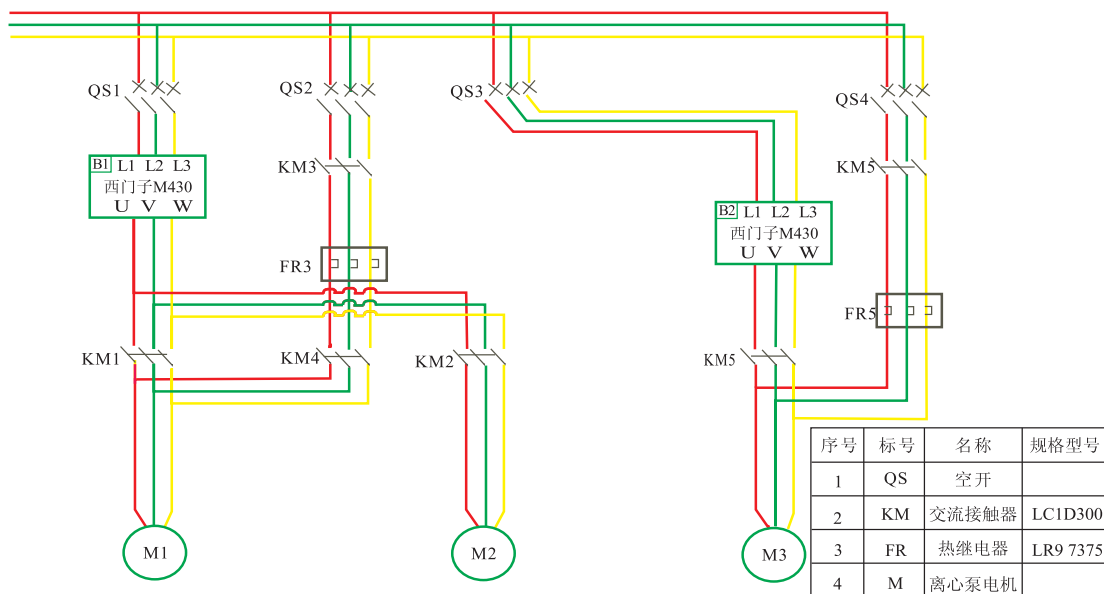 QS1
QS2
QS3
QS4
B1 L1 L2 L3
西门子M430
U V W
KM3
KM5
B2 L1 L2 L3
西门子M430
U V W
FR3
FR5
KM1
KM4
KM2
KM5
M1
M2
M3
序号 标号 名称 规格型号
1 QS 空开
2 KM 交流接触器 LC1D300
3 FR 热继电器 LR9 7375
4 M 离心泵电机